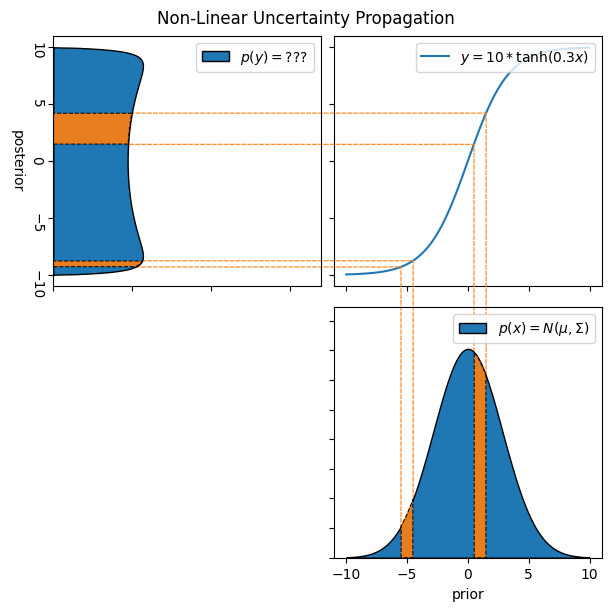 Non-Linear Uncertainty Propagation
p(y) = ???
y = 10 * tanh(0.3x)
10
5
0
−5
−10
posterior
p(x) = N(μ, Σ)
−10 −5 0 5 10
prior